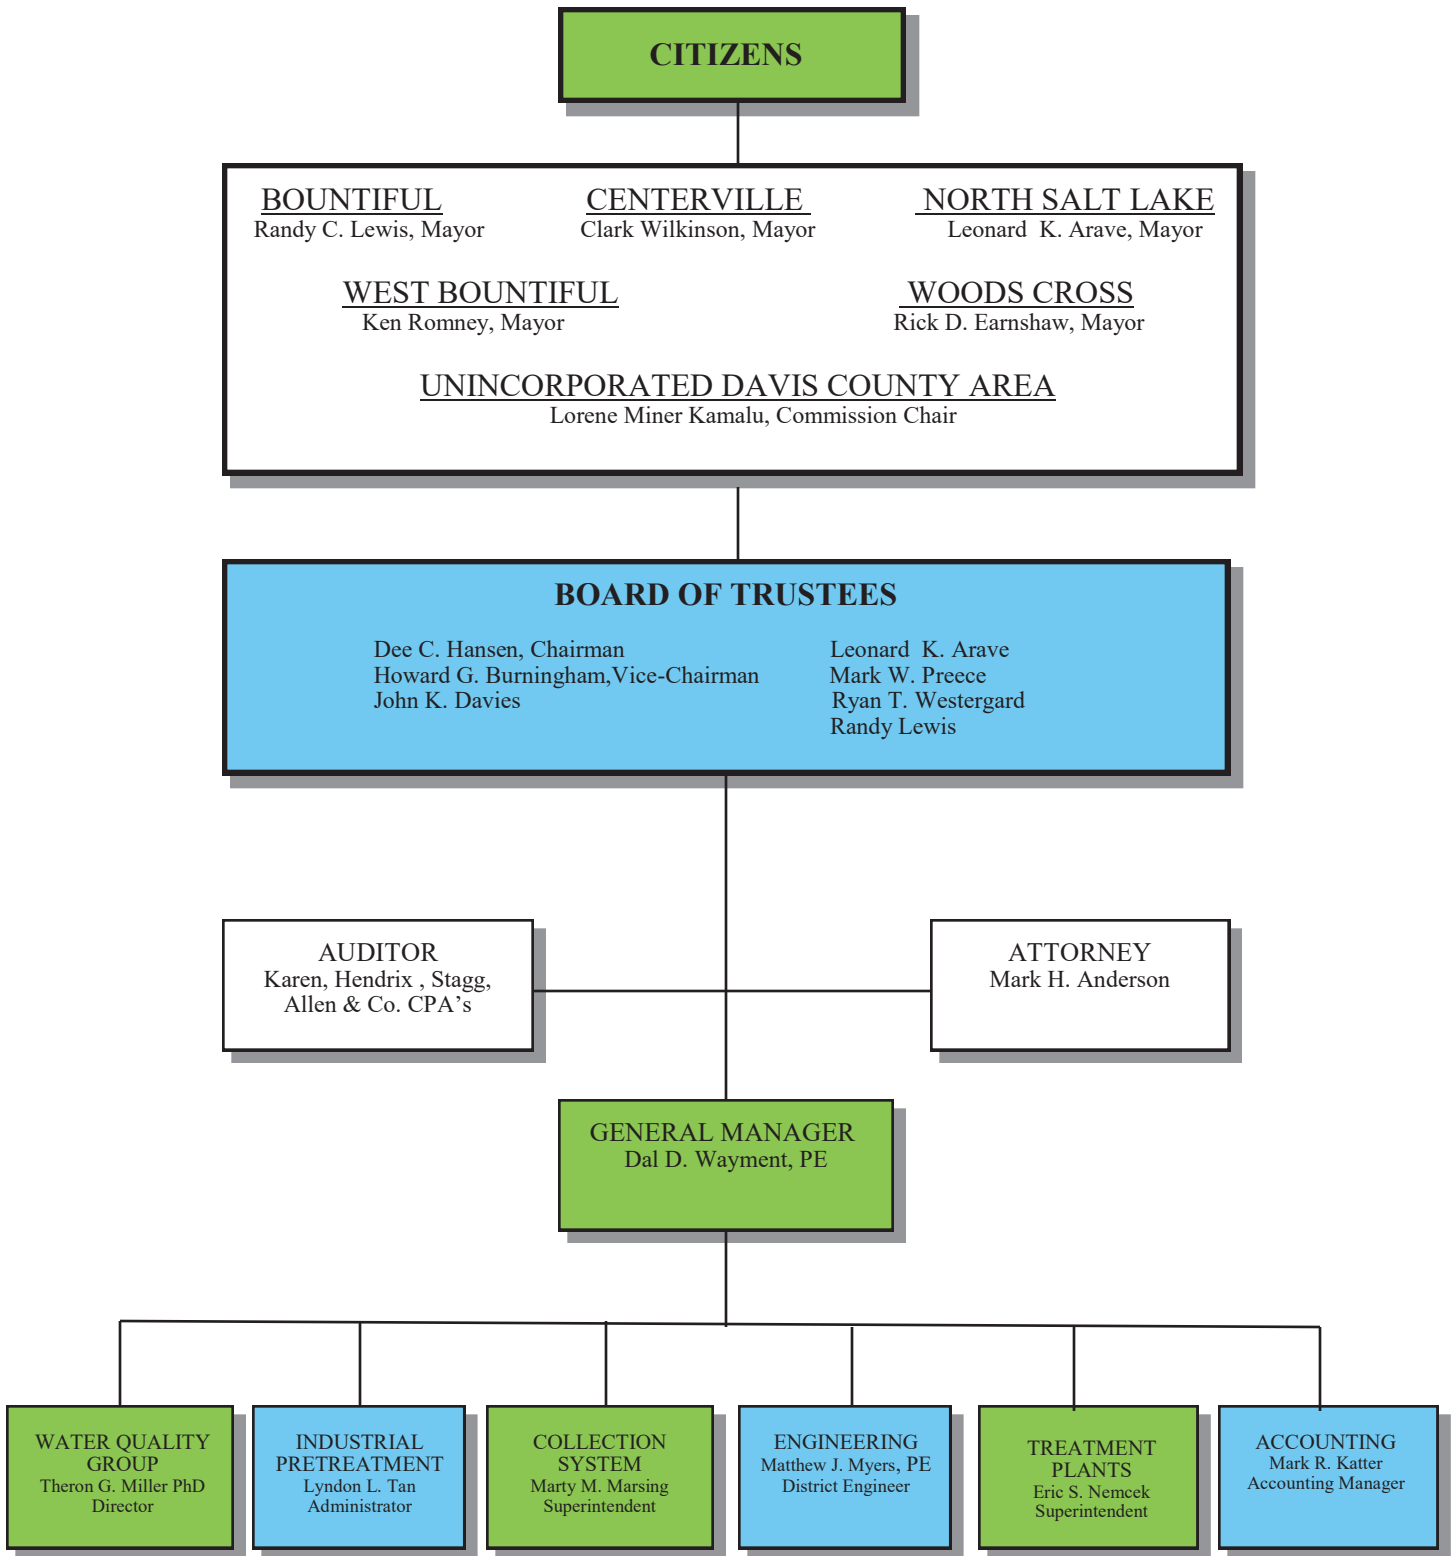 CITIZENS
BOUNTIFUL
Randy C. Lewis, Mayor
CENTERVILLE
Clark Wilkinson, Mayor
NORTH SALT LAKE
Leonard K. Arave, Mayor
WEST BOUNTIFUL
Ken Romney, Mayor
WOODS CROSS
Rick D. Earnshaw, Mayor
UNINCORPORATED DAVIS COUNTY AREA
Lorene Miner Kamalu, Commission Chair
BOARD OF TRUSTEES
Dee C. Hansen, Chairman
Howard G. Burningham,Vice-Chairman
John K. Davies
Leonard K. Arave
Mark W. Preece
Ryan T. Westergard
Randy Lewis
AUDITOR
Karen, Hendrix , Stagg,
Allen & Co. CPA’s
ATTORNEY
Mark H. Anderson
GENERAL MANAGER
Dal D. Wayment, PE
WATER QUALITY
GROUP
Theron G. Miller PhD
Director
INDUSTRIAL
PRETREATMENT
Lyndon L. Tan
Administrator
COLLECTION
SYSTEM
Marty M. Marsing
Superintendent
ENGINEERING
Matthew J. Myers, PE
District Engineer
TREATMENT
PLANTS
Eric S. Nemcek
Superintendent
ACCOUNTING
Mark R. Katter
Accounting Manager